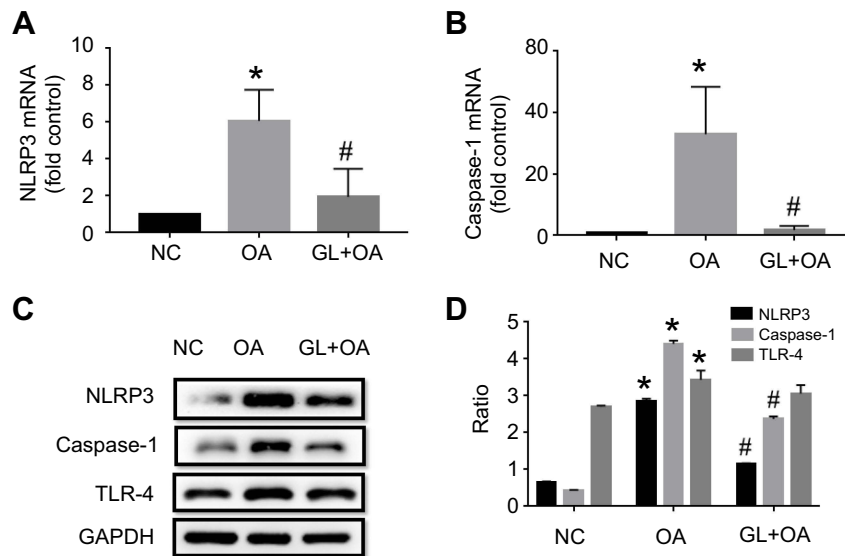 A
NLRP3 mRNA
(fold control)
10
8
6
4
2
0
*
#
NC OA GL+OA
B
Caspase-1 mRNA
(fold control)
80
60
40
20
0
*
#
NC OA GL+OA
C
NC OA GL+OA
NLRP3
Caspase-1
TLR-4
GAPDH
D
NLRP3
Caspase-1
TLR-4
Ratio
5
4
3
2
1
0
* * *
# #
NC OA GL+OA